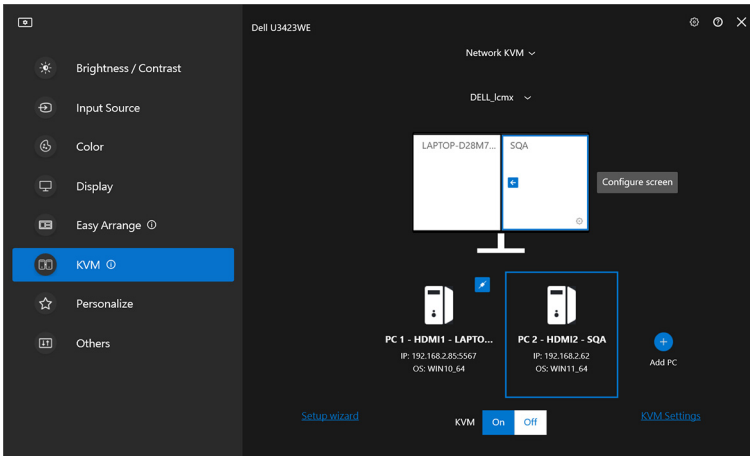 Dell U3423WE
Brightness / Contrast
Input Source
Color
Display
Easy Arrange
KVM
Personalize
Others
Network KVM
DELL_lcmx
LAPTOP-D28M7...
SQA
Configure screen
PC 1 - HDMI1 - LAPTO...
IP: 192.168.2.85:5567
OS: WIN10_64
PC 2 - HDMI2 - SQA
IP: 192.168.2.62
OS: WIN11_64
Add PC
Setup wizard
KVM On Off
KVM Settings